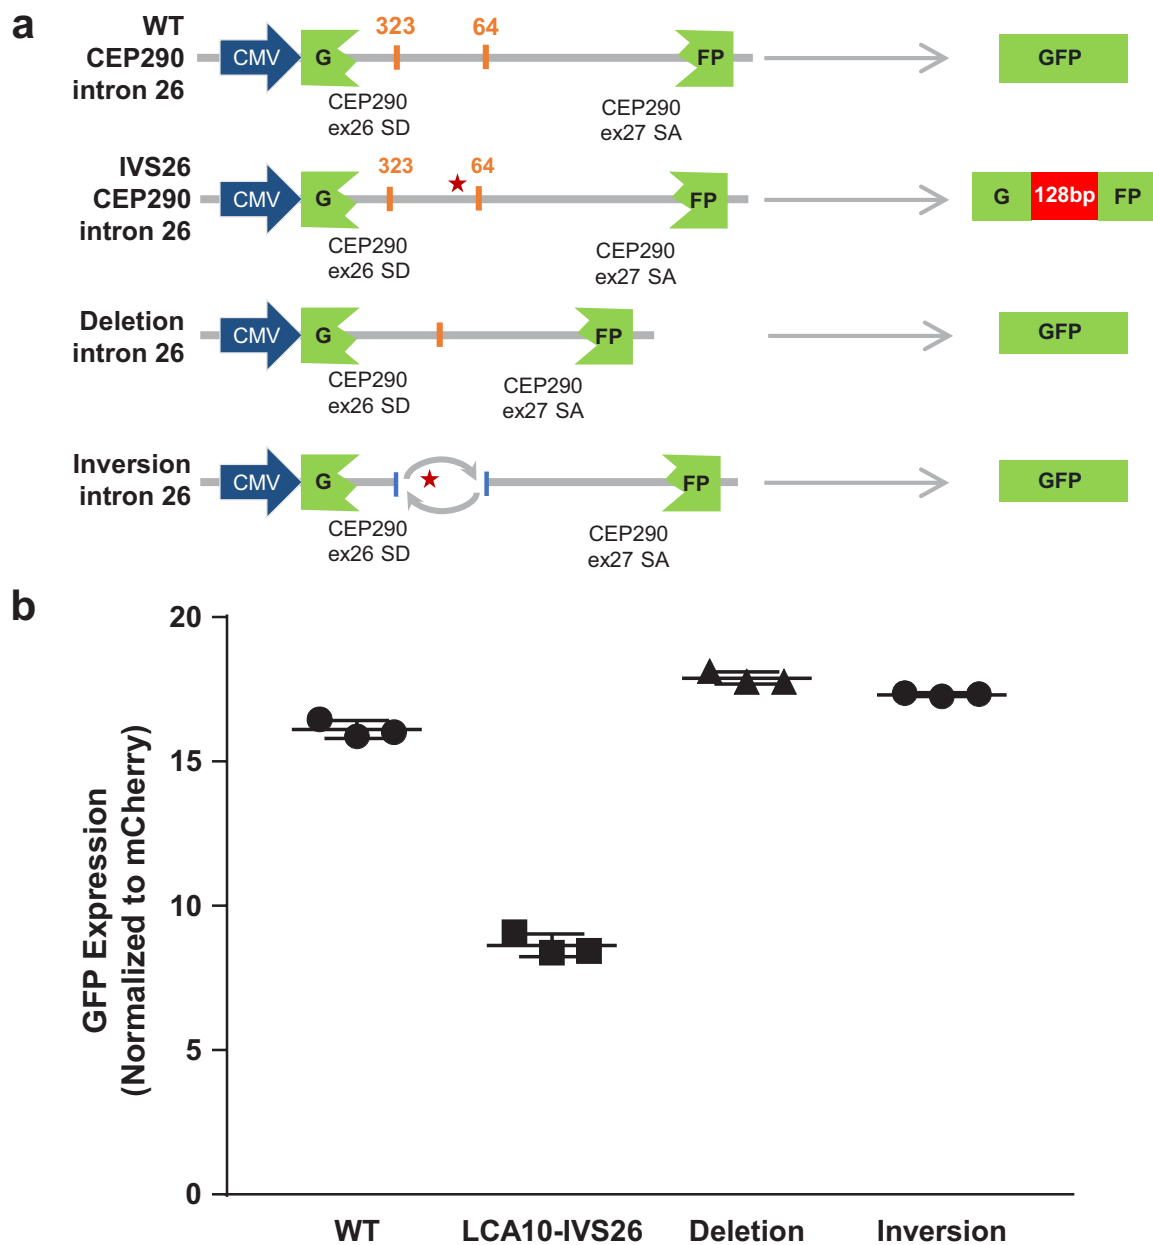 a
WT
CEP290
intron 26
323
64
CMV
G
FP
GFP
CEP290
ex26 SD
CEP290
ex27 SA
IVS26
CEP290
intron 26
323
64
CMV
G
FP
G
128bp
FP
CEP290
ex26 SD
CEP290
ex27 SA
Deletion
intron 26
CMV
G
FP
GFP
CEP290
ex26 SD
CEP290
ex27 SA
Inversion
intron 26
CMV
G
FP
GFP
CEP290
ex26 SD
CEP290
ex27 SA
b
GFP Expression
(Normalized to mCherry)
20
15
10
5
0
WT
LCA10-IVS26
Deletion
Inversion